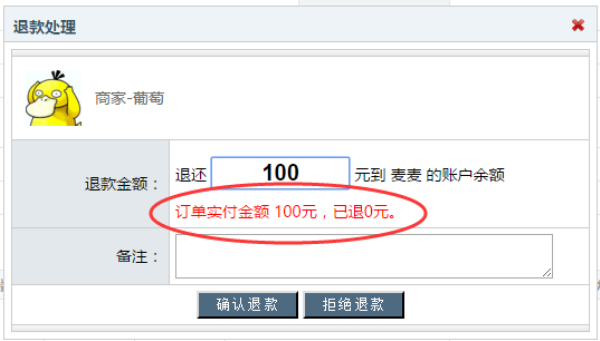 退款处理
商家-葡萄
退款金额： 退还 100 元到 麦麦 的账户余额
订单实付金额 100元，已退0元。
备注：
确认退款 拒绝退款